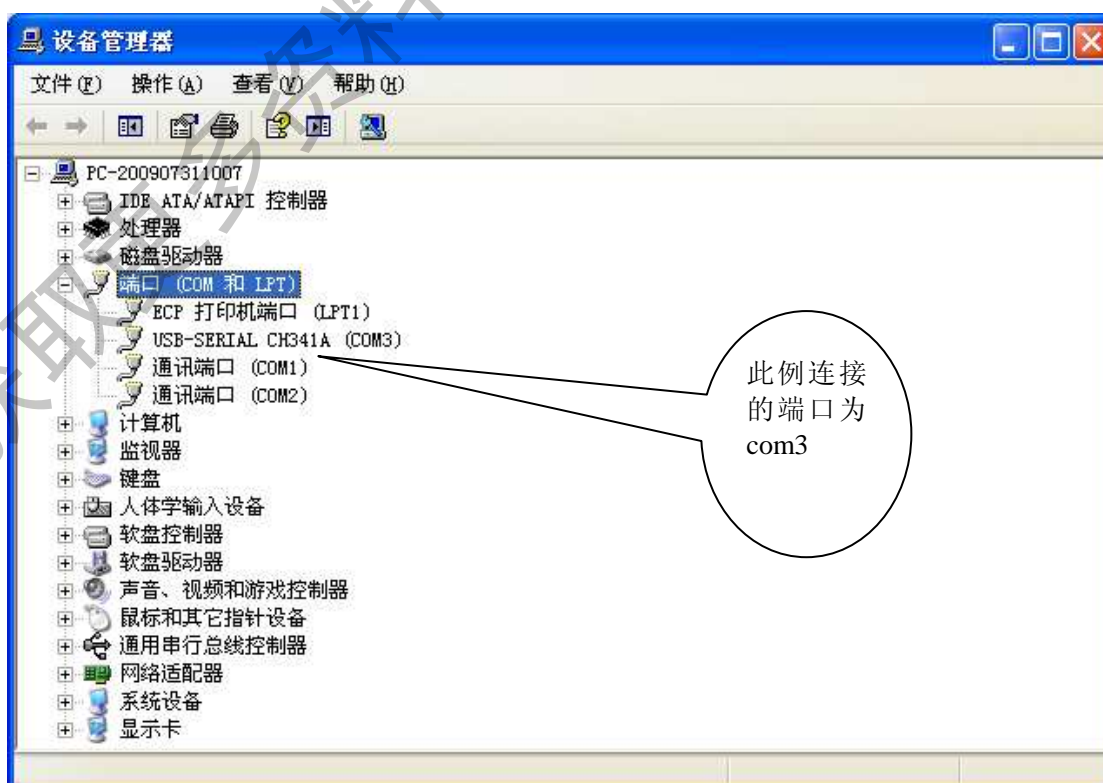 设备管理器
文件(F) 操作(A) 查看(V) 帮助(H)
PC-200907311007
IDE ATA/ATAPI 控制器
处理器
磁盘驱动器
端口 (COM 和 LPT)
ECP 打印机端口 (LPT1)
USB-SERIAL CH341A (COM3)
通讯端口 (COM1)
通讯端口 (COM2)
计算机
监视器
键盘
人体学输入设备
软盘控制器
软盘驱动器
声音、视频和游戏控制器
鼠标和其它指针设备
通用串行总线控制器
网络适配器
系统设备
显示卡
此例连接
的端口为
com3
取更多资料